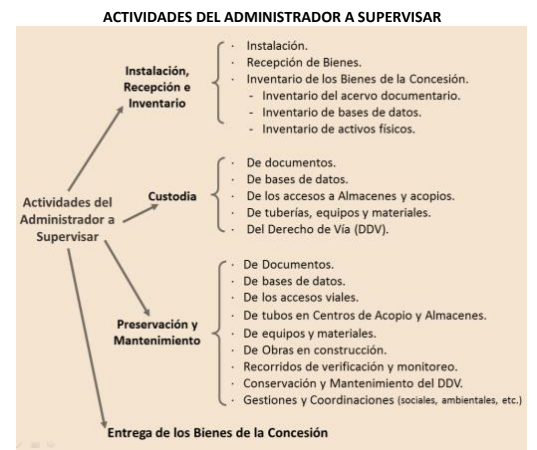 ACTIVIDADES DEL ADMINISTRADOR A SUPERVISAR
Actividades del
Administrador a
Supervisar
Instalación,
Recepción e
Inventario
· Instalación.
· Recepción de Bienes.
· Inventario de los Bienes de la Concesión.
- Inventario del acervo documentario.
- Inventario de bases de datos.
- Inventario de activos físicos.
Custodia
· De documentos.
· De bases de datos.
· De los accesos a Almacenes y acopios.
· De tuberías, equipos y materiales.
· Del Derecho de Vía (DDV).
Preservación y
Mantenimiento
· De Documentos.
· De bases de datos.
· De los accesos viales.
· De tubos en Centros de Acopio y Almacenes.
· De equipos y materiales.
· De Obras en construcción.
· Recorridos de verificación y monitoreo.
· Conservación y Mantenimiento del DDV.
· Gestiones y Coordinaciones (sociales, ambientales, etc.)
Entrega de los Bienes de la Concesión